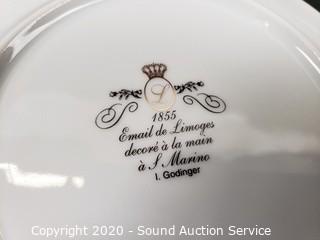 L
1855
Email de Limoges
decoré à la main
à S Marino
I. Godinger
Copyright 2020 - Sound Auction Service